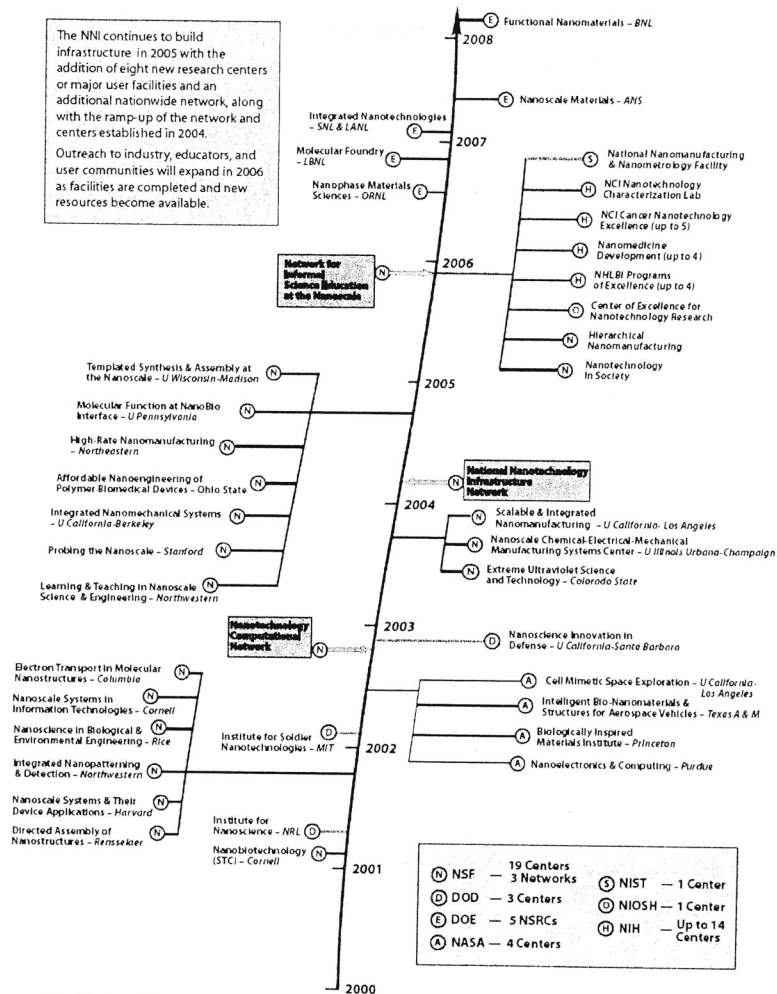 The NNI continues to build
infrastructure in 2005 with the
addition of eight new research centers
or major user facilities and an
additional nationwide network, along
with the ramp-up of the network and
centers established in 2004.
Outreach to industry, educators, and
user communities will expand in 2006
as facilities are completed and new
resources become available.
E Functional Nanomaterials – BNL
2008
E Nanoscale Materials – ANS
Integrated Nanotechnologies
– SNL & LANL E
2007
Molecular Foundry
– LBNL E
Nanophase Materials
Sciences – ORNL E
S National Nanomanufacturing
& Nanometrology Facility
H NCI Nanotechnology
Characterization Lab
H NCI Cancer Nanotechnology
Excellence (up to 5)
H Nanomedicine
Development (up to 4)
H NHLBI Programs
of Excellence (up to 4)
O Center of Excellence for
Nanotechnology Research
N Hierarchical
Nanomanufacturing
N Nanotechnology
in Society
2006
Network for
Informal
Science Education
at the Nanoscale
N
2005
Templated Synthesis & Assembly at
the Nanoscale – U Wisconsin-Madison N
Molecular Function at NanoBio
Interface – U Pennsylvania N
High-Rate Nanomanufacturing
– Northeastern N
Affordable Nanoengineering of
Polymer Biomedical Devices – Ohio State N
Integrated Nanomechanical Systems
– U California-Berkeley N
Probing the Nanoscale – Stanford N
Learning & Teaching in Nanoscale
Science & Engineering – Northwestern N
N National Nanotechnology
Infrastructure
Network
2004
N Scalable & Integrated
Nanomanufacturing – U California- Los Angeles
N Nanoscale Chemical-Electrical-Mechanical
Manufacturing Systems Center – U Illinois Urbana-Champaign
N Extreme Ultraviolet Science
and Technology – Colorado State
2003
Nanotechnology
Computational
Network
N
D Nanoscience Innovation in
Defense – U California-Santa Barbara
A Cell Mimetic Space Exploration – U California-
Los Angeles
A Intelligent Bio-Nanomaterials &
Structures for Aerospace Vehicles – Texas A & M
A Biologically Inspired
Materials Institute – Princeton
A Nanoelectronics & Computing – Purdue
Electron Transport in Molecular
Nanostructures – Columbia N
Nanoscale Systems in
Information Technologies – Cornell N
Nanoscience in Biological &
Environmental Engineering – Rice N
Integrated Nanopatterning
& Detection – Northwestern N
Nanoscale Systems & Their
Device Applications – Harvard N
Directed Assembly of
Nanostructures – Rensselaer N
Institute for Soldier
Nanotechnologies – MIT D
2002
Institute for
Nanoscience – NRL D
Nanobiotechnology
(STC) – Cornell N
2001
2000
N NSF — 19 Centers
3 Networks
D DOD — 3 Centers
E DOE — 5 NSRCs
A NASA — 4 Centers
S NIST — 1 Center
O NIOSH — 1 Center
H NIH — Up to 14
Centers